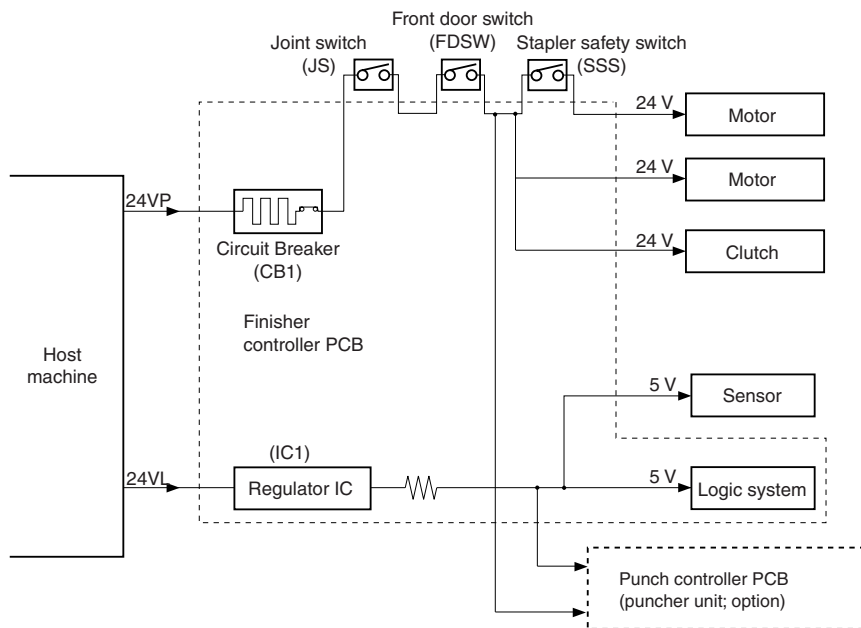 Front door switch
(FDSW)
Joint switch
(JS)
Stapler safety switch
(SSS)
24 V
Motor
24 V
Motor
24VP
24 V
Clutch
Circuit Breaker
(CB1)
Finisher
controller PCB
Host
machine
5 V
Sensor
(IC1)
24VL
Regulator IC
5 V
Logic system
Punch controller PCB
(puncher unit; option)